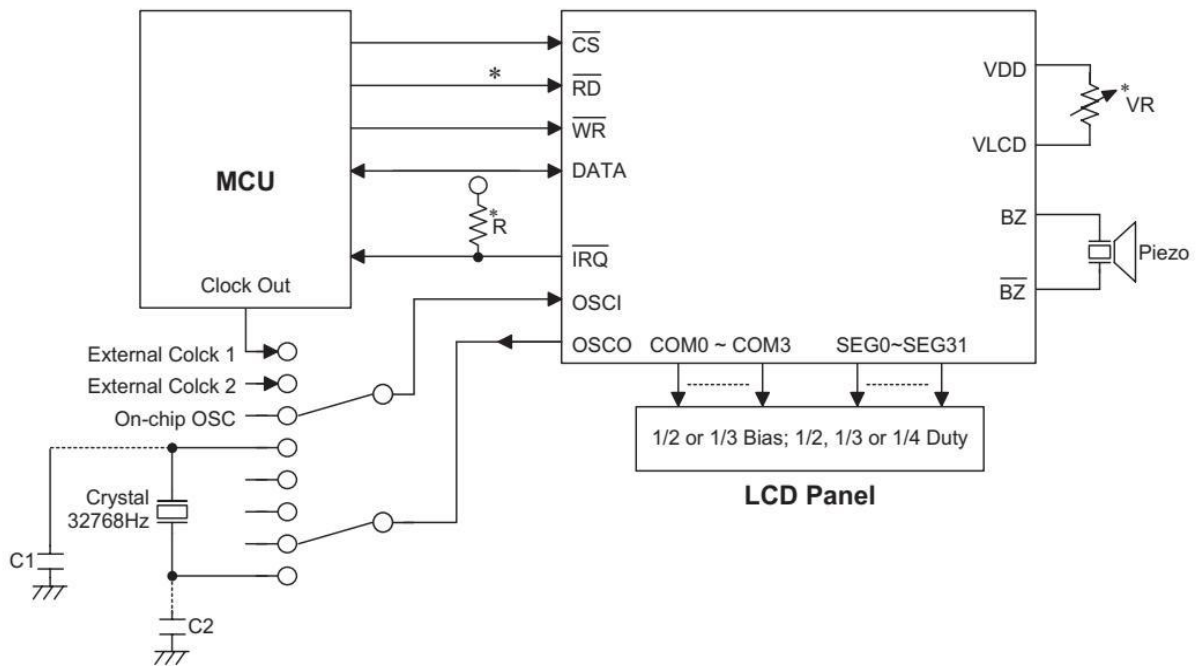 MCU
Clock Out
CS
*
RD
WR
DATA
*
R
IRQ
OSCI
OSCO
COM0 ~ COM3
SEG0~SEG31
VDD
*
VR
VLCD
BZ
Piezo
BZ
External Colck 1
External Colck 2
On-chip OSC
Crystal
32768Hz
C1
C2
1/2 or 1/3 Bias; 1/2, 1/3 or 1/4 Duty
LCD Panel